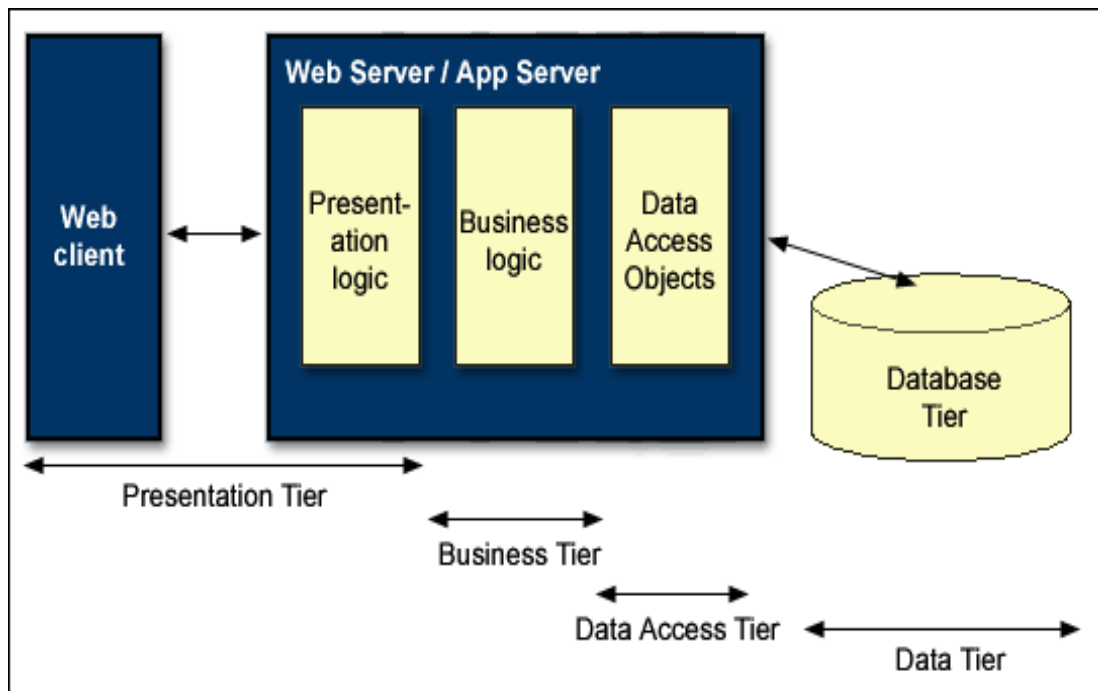 Web Server / App Server
Web
client
Present-
ation
logic
Business
logic
Data
Access
Objects
Database
Tier
Presentation Tier
Business Tier
Data Access Tier
Data Tier